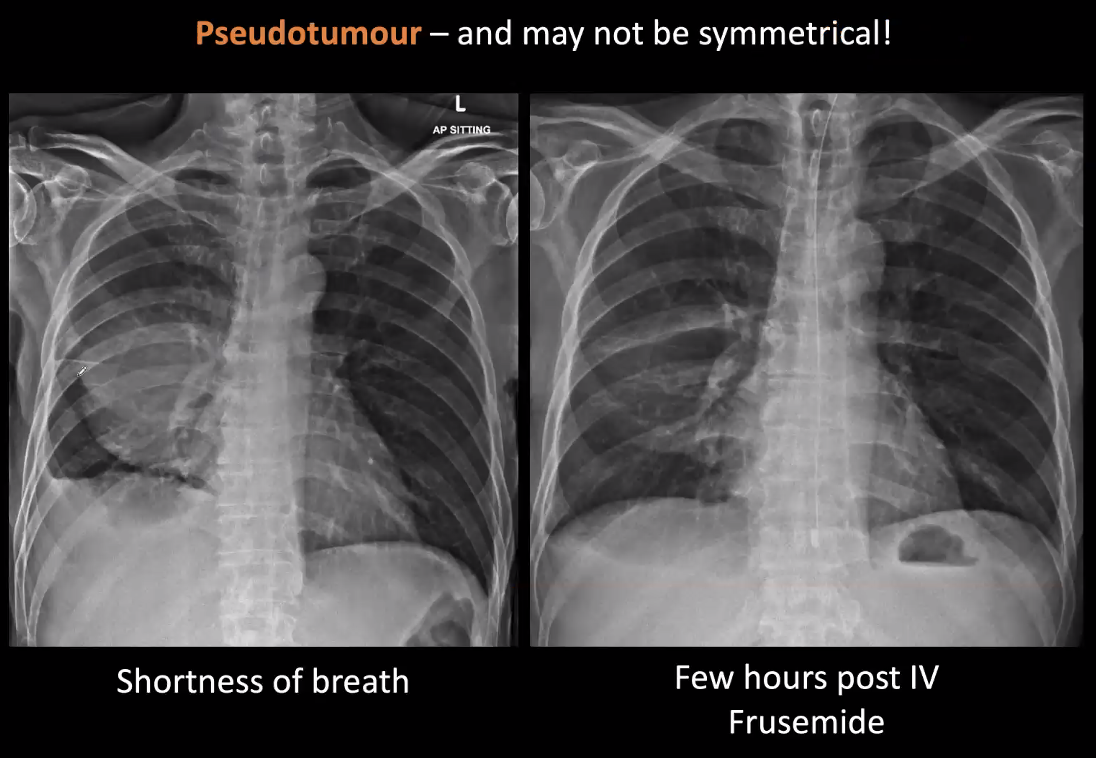 Pseudotumour – and may not be symmetrical!
L
AP SITTING
Shortness of breath
Few hours post IV
Frusemide